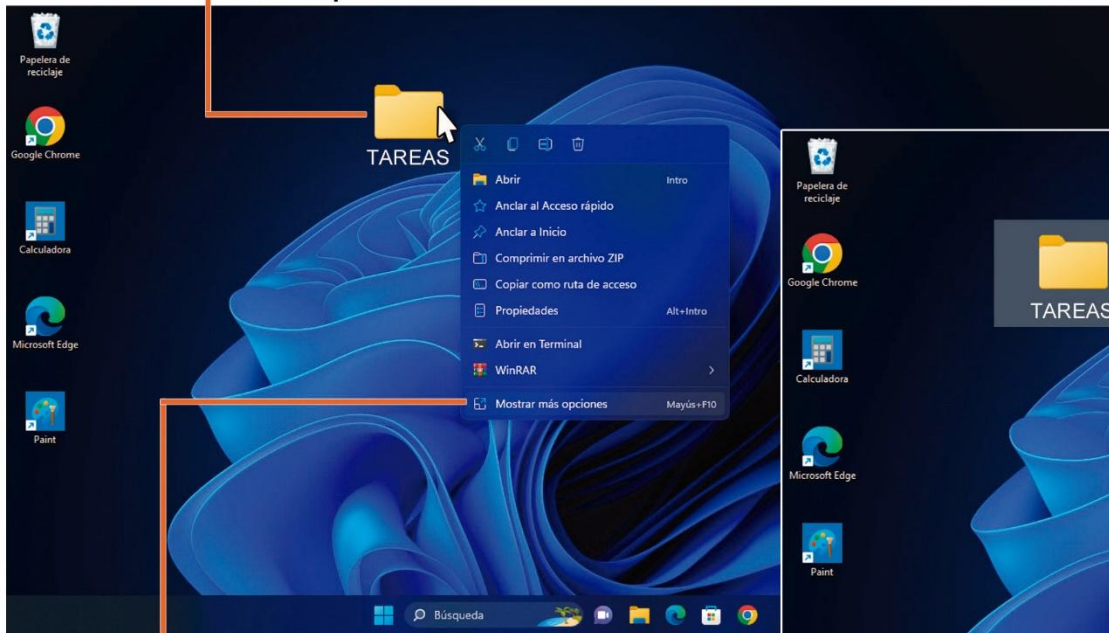 Papelera de
reciclaje
Google Chrome
Calculadora
Microsoft Edge
Paint
TAREAS
Abrir Intro
Anclar al Acceso rápido
Anclar a Inicio
Comprimir en archivo ZIP
Copiar como ruta de acceso
Propiedades Alt+Intro
Abrir en Terminal
WinRAR
Mostrar más opciones Mayús+F10
Búsqueda
Papelera de
reciclaje
Google Chrome
Calculadora
Microsoft Edge
Paint
TAREAS